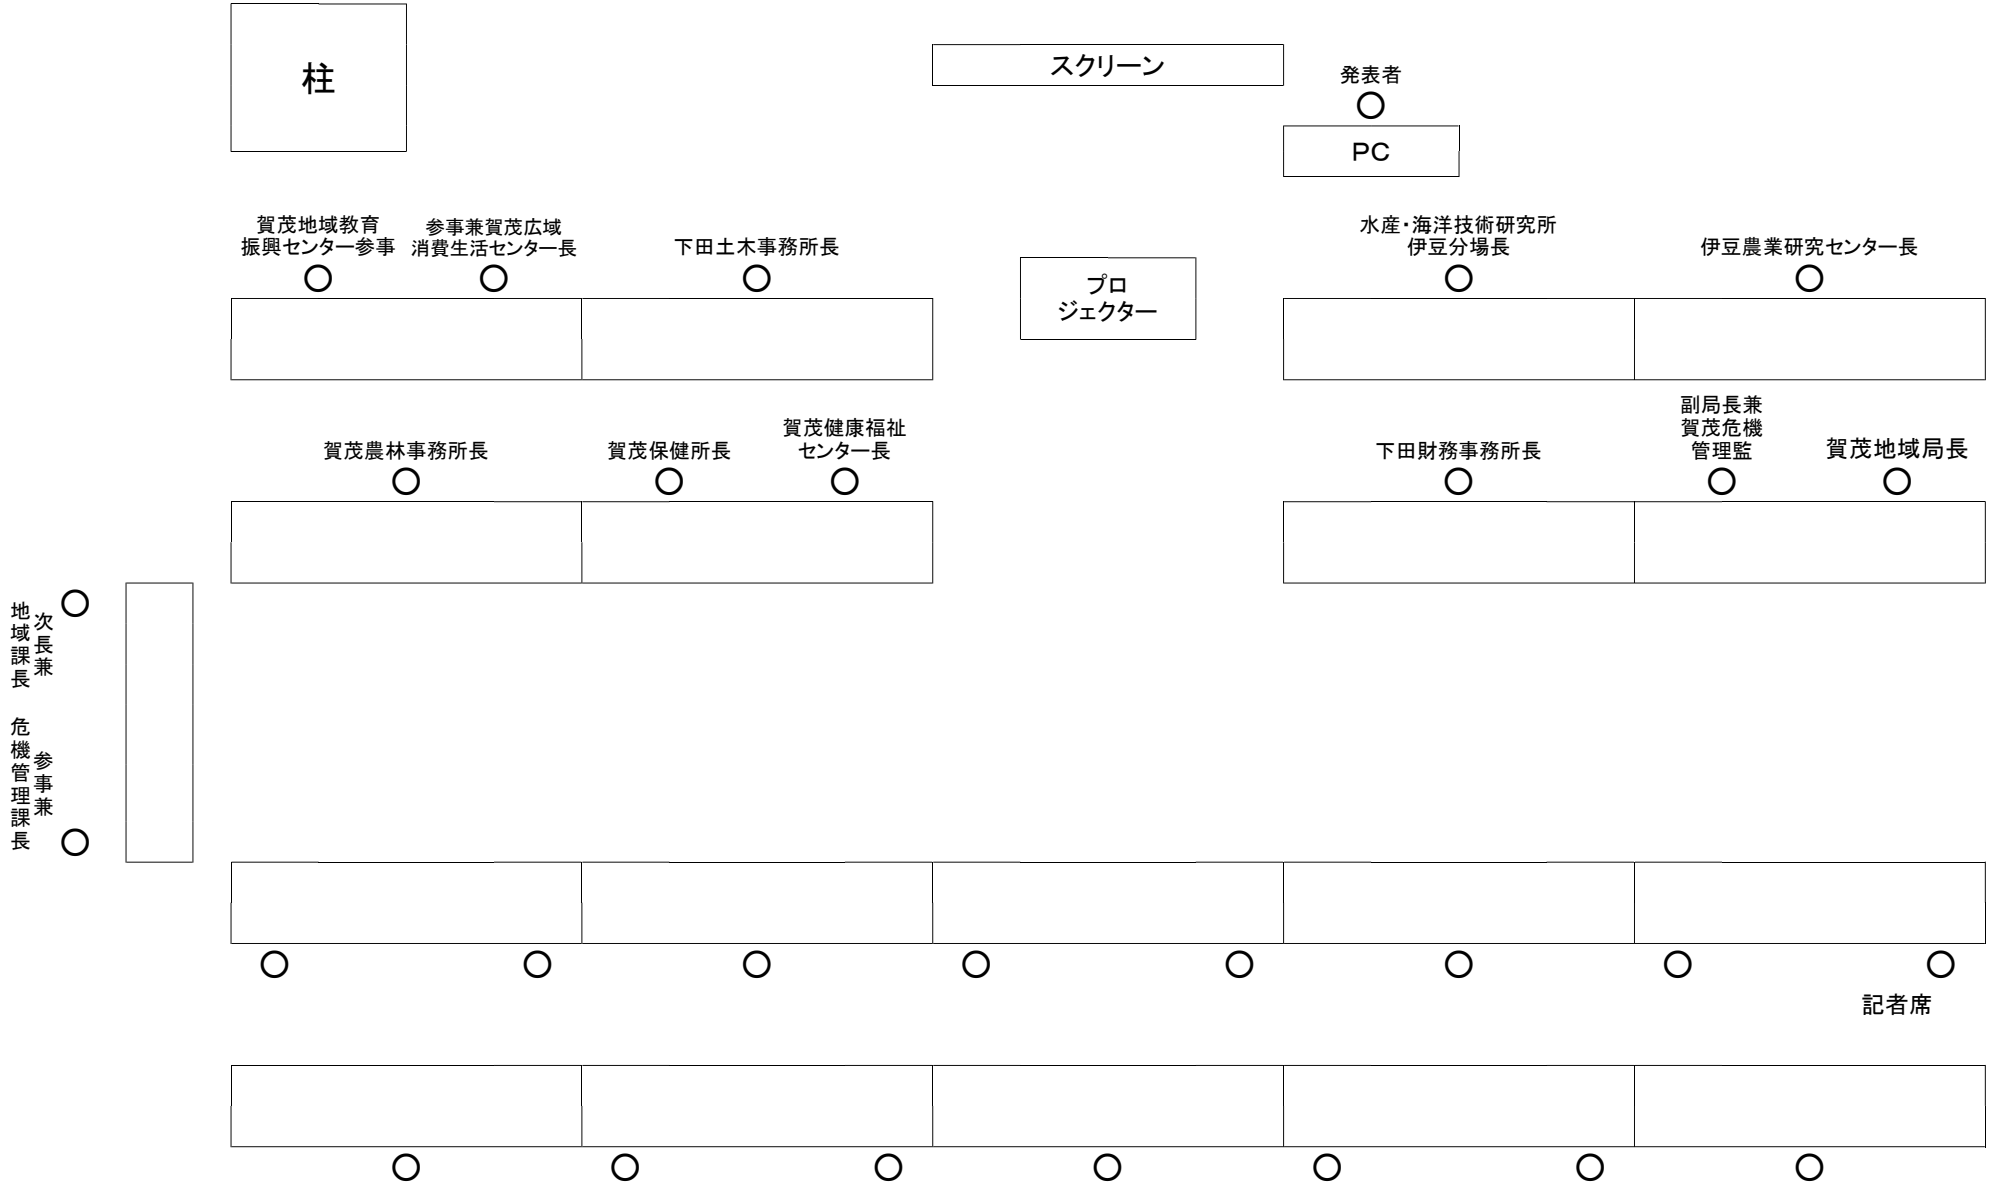 柱
スクリーン
発表者
PC
賀茂地域教育
振興センター参事
参事兼賀茂広域
消費生活センター長
下田土木事務所長
プロ
ジェクター
水産・海洋技術研究所
伊豆分場長
伊豆農業研究センター長
賀茂農林事務所長
賀茂保健所長
賀茂健康福祉
センター長
下田財務事務所長
副局長兼
賀茂危機
管理監
賀茂地域局長
次長兼
地域課長
参事兼
危機管理課長
記者席